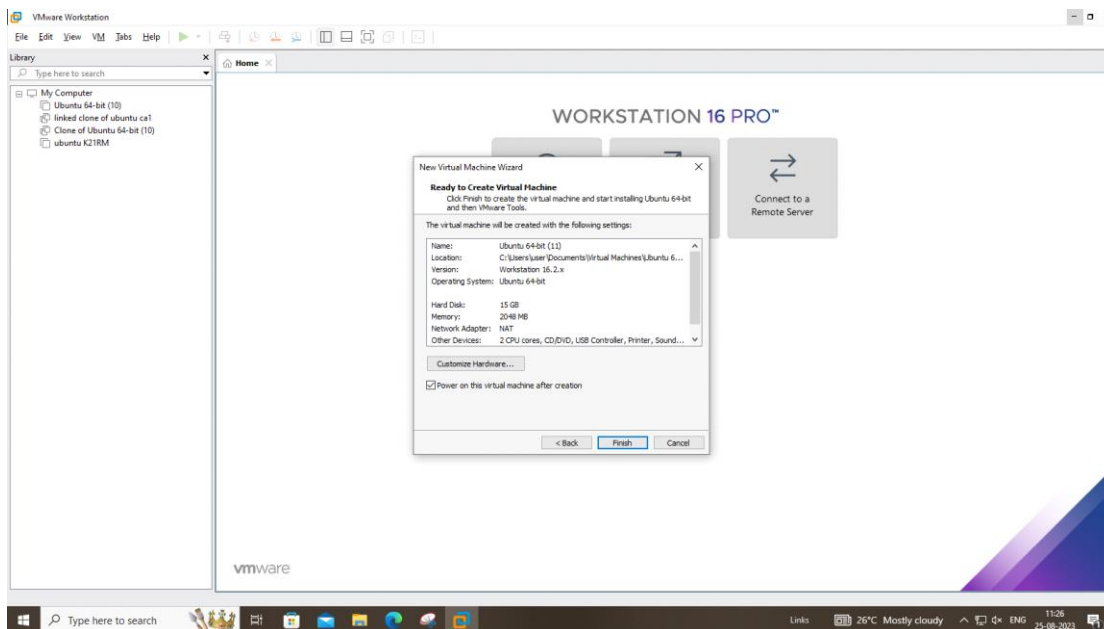 VMware Workstation
File Edit View VM Tabs Help
Library
Type here to search
My Computer
Ubuntu 64-bit (10)
linked clone of ubuntu ca1
Clone of Ubuntu 64-bit (10)
ubuntu K21RM
Home
WORKSTATION 16 PRO™
Connect to a
Remote Server
New Virtual Machine Wizard
Ready to Create Virtual Machine
Click Finish to create the virtual machine and start installing Ubuntu 64-bit
and then VMware Tools.
The virtual machine will be created with the following settings:
Name: Ubuntu 64-bit (11)
Location: C:\Users\user\Documents\Virtual Machines\Ubuntu 6...
Version: Workstation 16.2.x
Operating System: Ubuntu 64-bit
Hard Disk: 15 GB
Memory: 2048 MB
Network Adapter: NAT
Other Devices: 2 CPU cores, CD/DVD, USB Controller, Printer, Sound...
Customize Hardware...
Power on this virtual machine after creation
< Back Finish Cancel
vmware
Type here to search Links 26°C Mostly cloudy ENG 11:26
25-08-2023